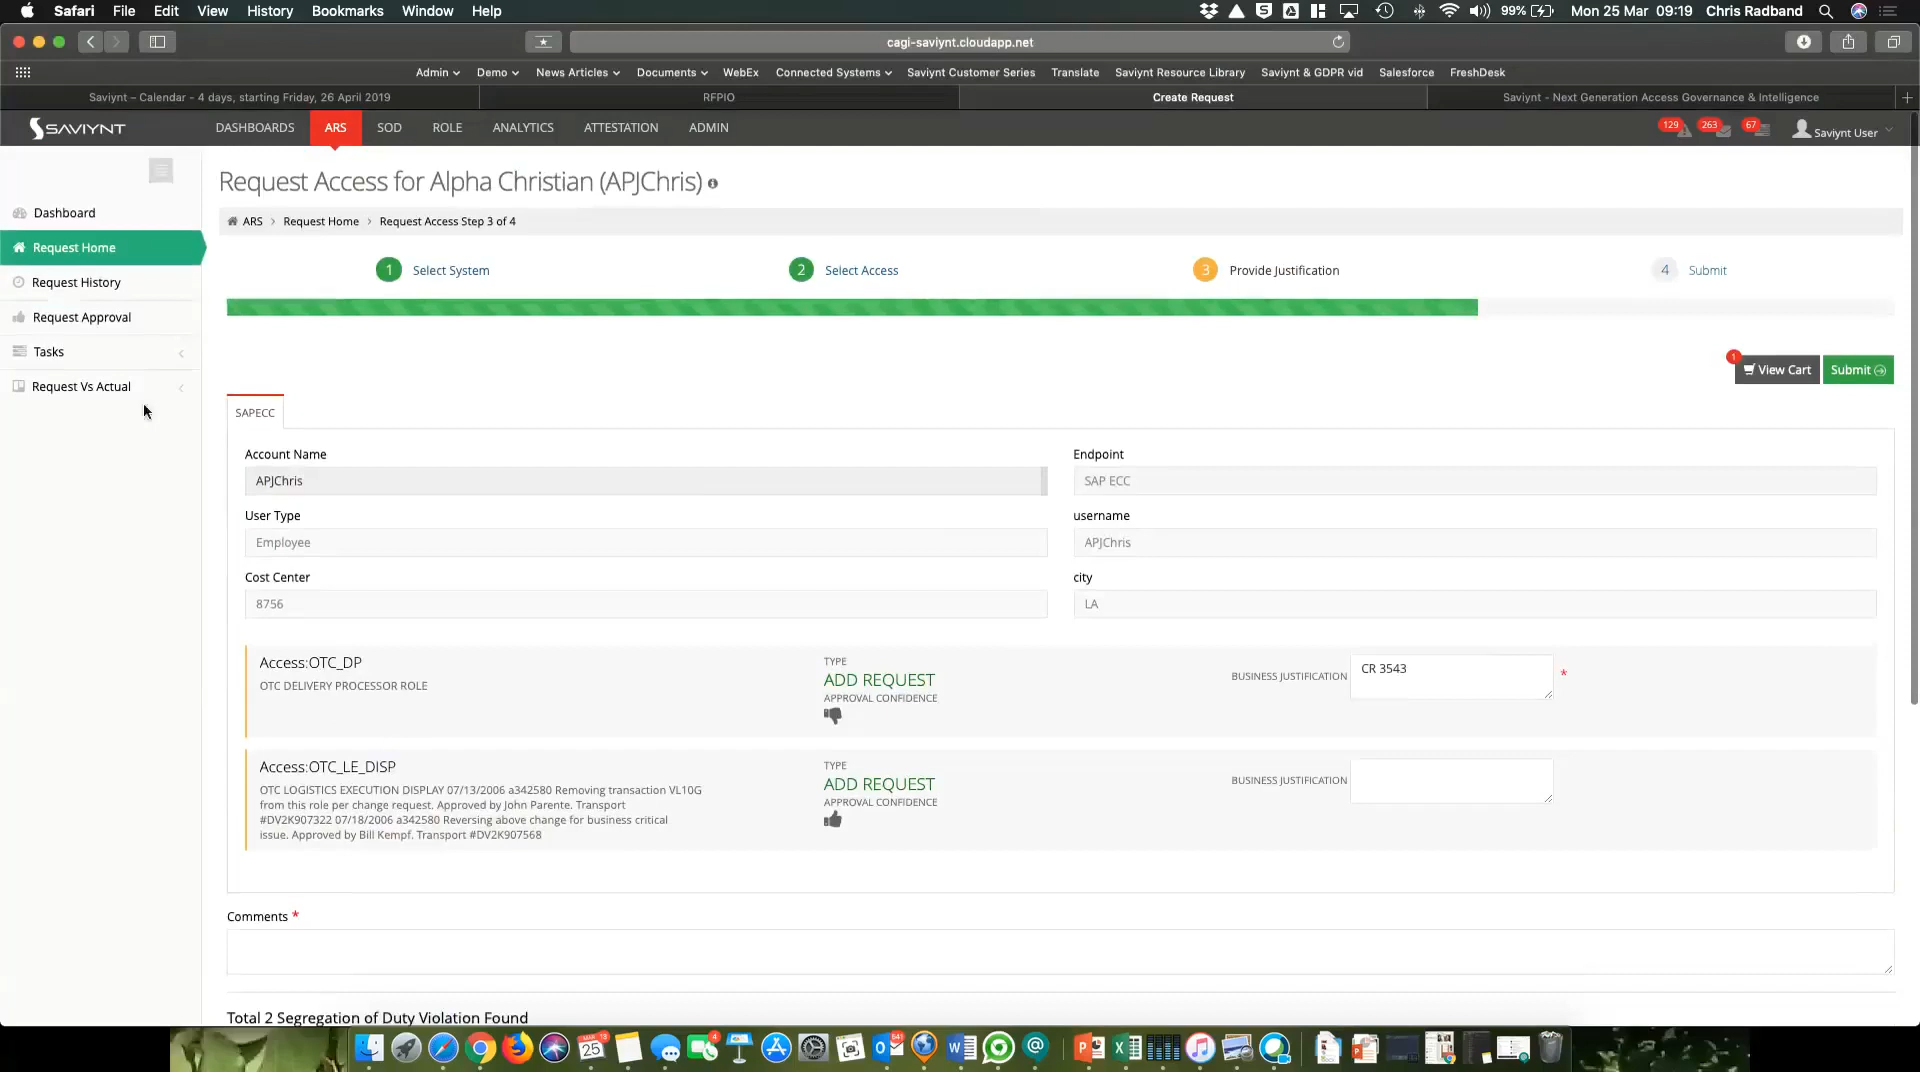 Safari File Edit View History Bookmarks Window Help
99% Mon 25 Mar 09:19 Chris Radband
cagi-saviynt.cloudapp.net
Admin Demo News Articles Documents WebEx Connected Systems Saviynt Customer Series Translate Saviynt Resource Library Saviynt & GDPR vid Salesforce FreshDesk
Saviynt – Calendar - 4 days, starting Friday, 26 April 2019
RFPIO
Create Request
Saviynt - Next Generation Access Governance & Intelligence
SAVIYNT
DASHBOARDS ARS SOD ROLE ANALYTICS ATTESTATION ADMIN
129 263 67 Saviynt User
Dashboard
Request Home
Request History
Request Approval
Tasks
Request Vs Actual
Request Access for Alpha Christian (APJChris)
ARS > Request Home > Request Access Step 3 of 4
1 Select System
2 Select Access
3 Provide Justification
4 Submit
1
View Cart
Submit
SAPECC
Account Name
APJChris
Endpoint
SAP ECC
User Type
Employee
username
APJChris
Cost Center
8756
city
LA
Access:OTC_DP
OTC DELIVERY PROCESSOR ROLE
TYPE
ADD REQUEST
APPROVAL CONFIDENCE
BUSINESS JUSTIFICATION
CR 3543
*
Access:OTC_LE_DISP
OTC LOGISTICS EXECUTION DISPLAY 07/13/2006 a342580 Removing transaction VL10G
from this role per change request. Approved by John Parente. Transport
#DV2K907322 07/18/2006 a342580 Reversing above change for business critical
issue. Approved by Bill Kempf. Transport #DV2K907568
TYPE
ADD REQUEST
APPROVAL CONFIDENCE
BUSINESS JUSTIFICATION
Comments *
Total 2 Segregation of Duty Violation Found